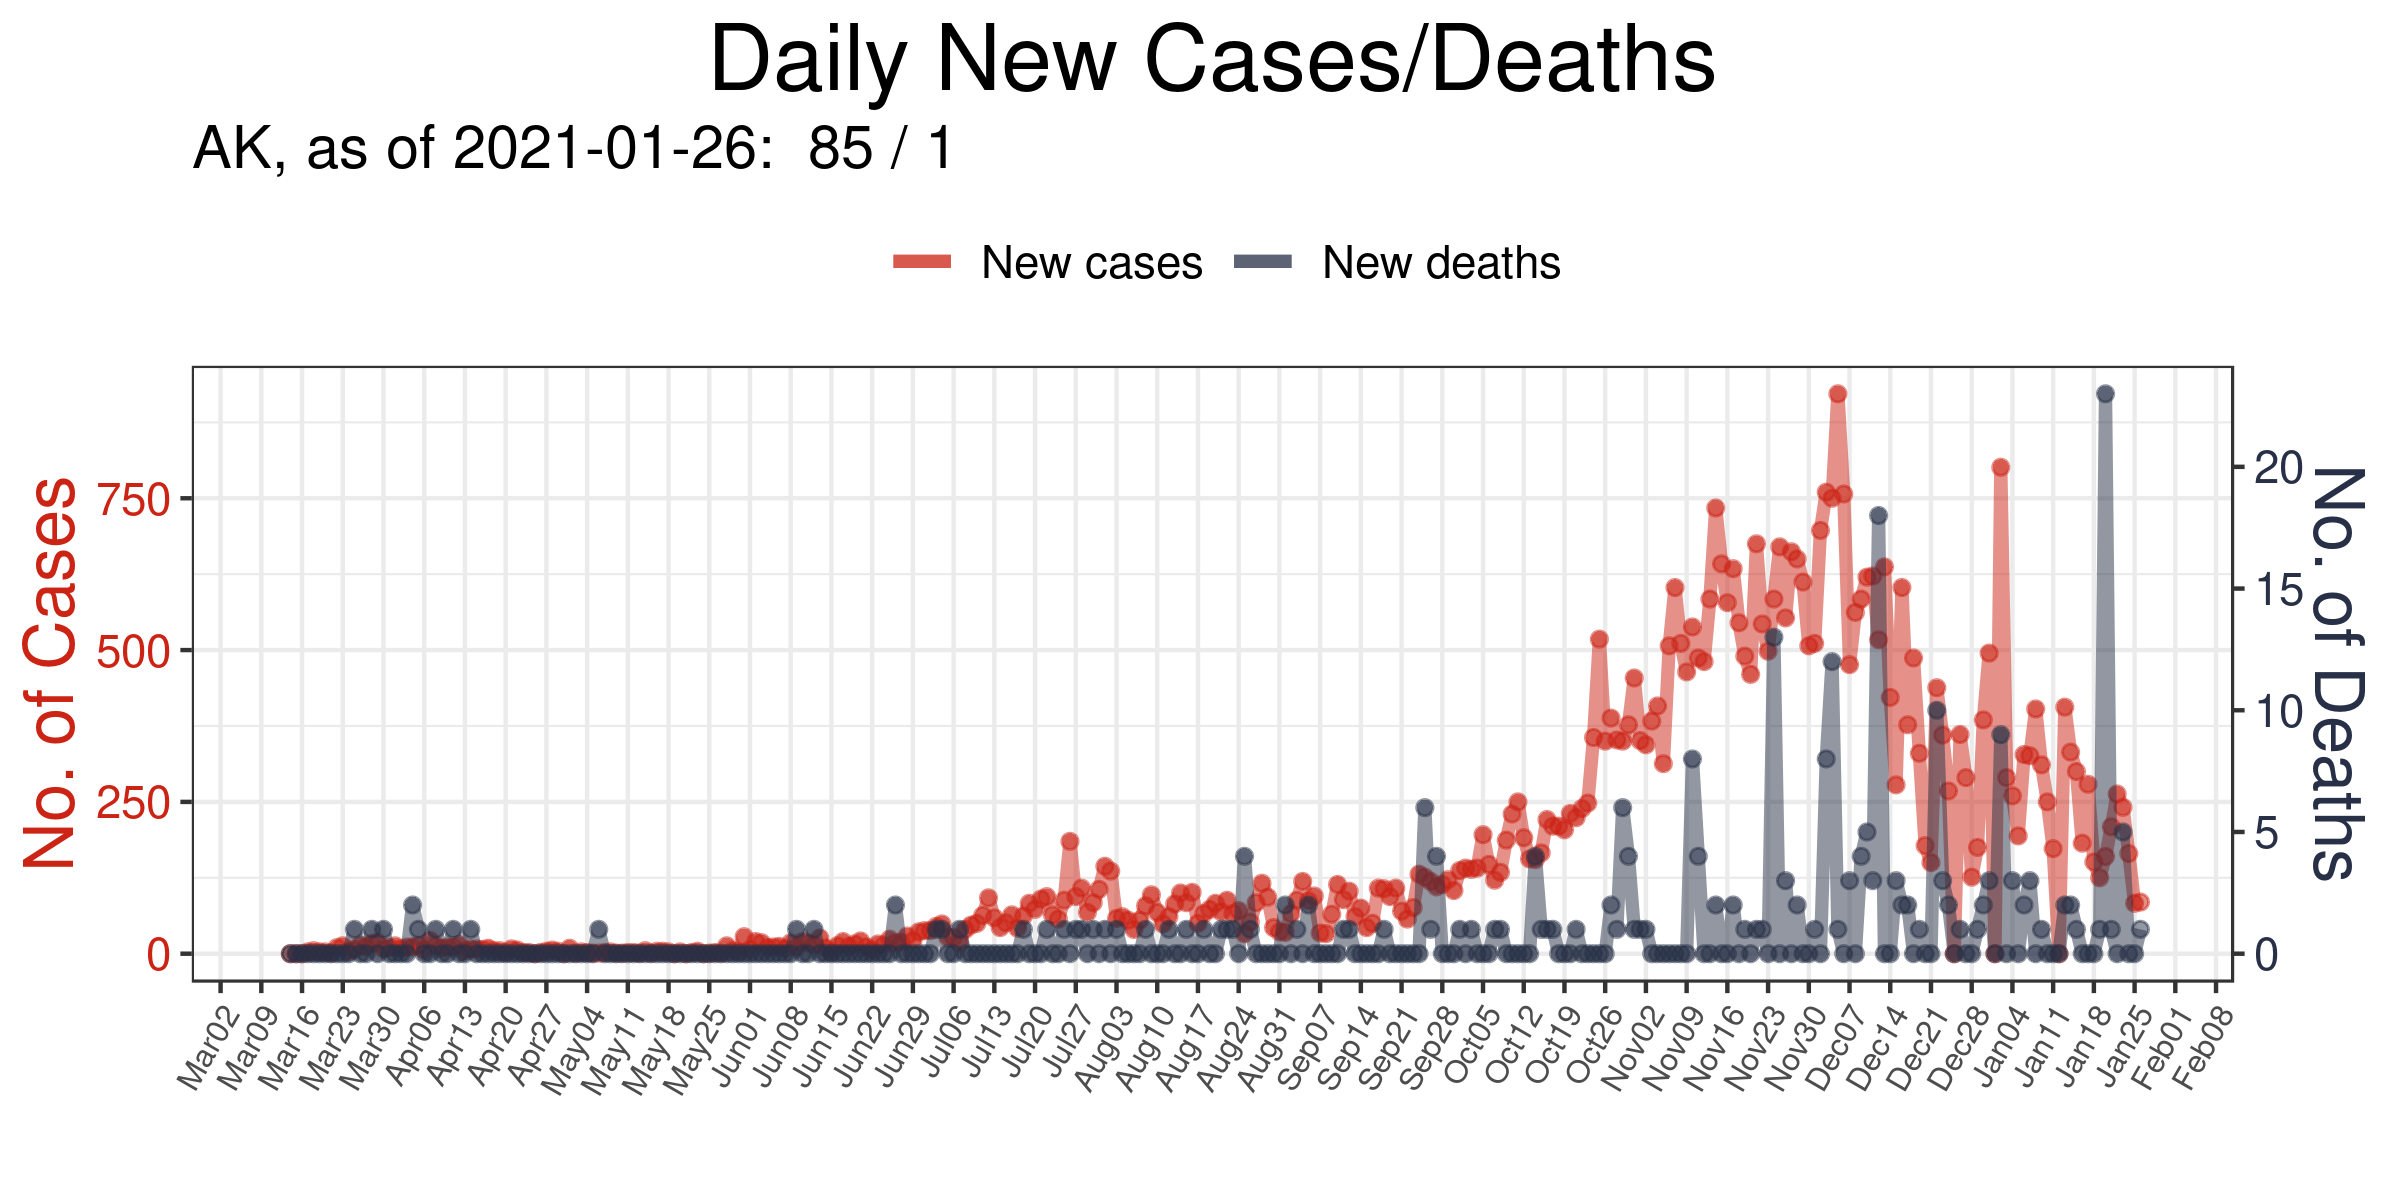 Daily New Cases/Deaths
AK, as of 2021-01-26:  85 / 1
New cases
New deaths
No. of Cases
750
500
250
0
20
15
10
5
0
No. of Deaths
Mar02
Mar09
Mar16
Mar23
Mar30
Apr06
Apr13
Apr20
Apr27
May04
May11
May18
May25
Jun01
Jun08
Jun15
Jun22
Jun29
Jul06
Jul13
Jul20
Jul27
Aug03
Aug10
Aug17
Aug24
Aug31
Sep07
Sep14
Sep21
Sep28
Oct05
Oct12
Oct19
Oct26
Nov02
Nov09
Nov16
Nov23
Nov30
Dec07
Dec14
Dec21
Dec28
Jan04
Jan11
Jan18
Jan25
Feb01
Feb08